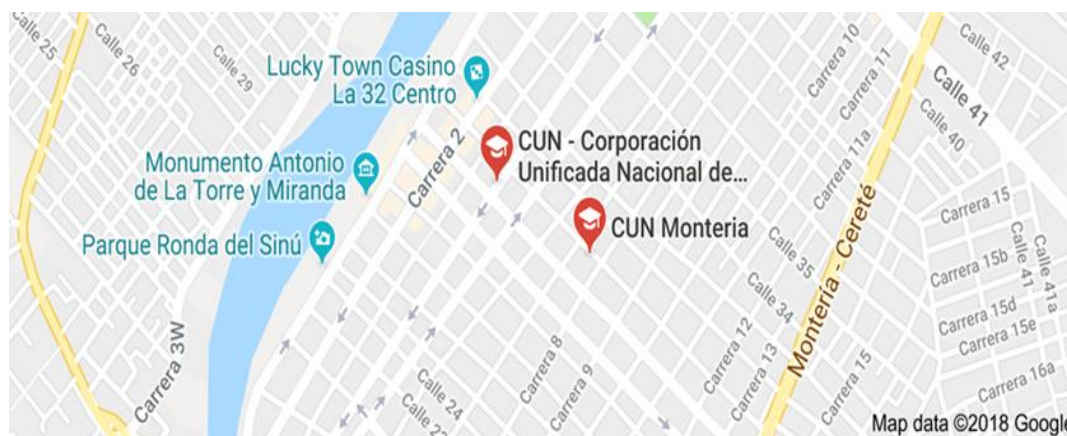 Calle 25
Calle 26
Calle 29
Lucky Town Casino
La 32 Centro
Monumento Antonio
de La Torre y Miranda
Parque Ronda del Sinú
Carrera 3W
Carrera 2
CUN - Corporación
Unificada Nacional de...
CUN Monteria
Carrera 10
Carrera 11
Carrera 11a
Calle 42
Calle 41
Calle 40
Carrera 15
Calle 41
Calle 41a
Carrera 15b
Carrera 15d
Carrera 15e
Carrera 16a
Montería - Cereté
Calle 35
Calle 34
Carrera 12
Carrera 13
Carrera 15
Carrera 8
Carrera 9
Calle 24
Map data ©2018 Google